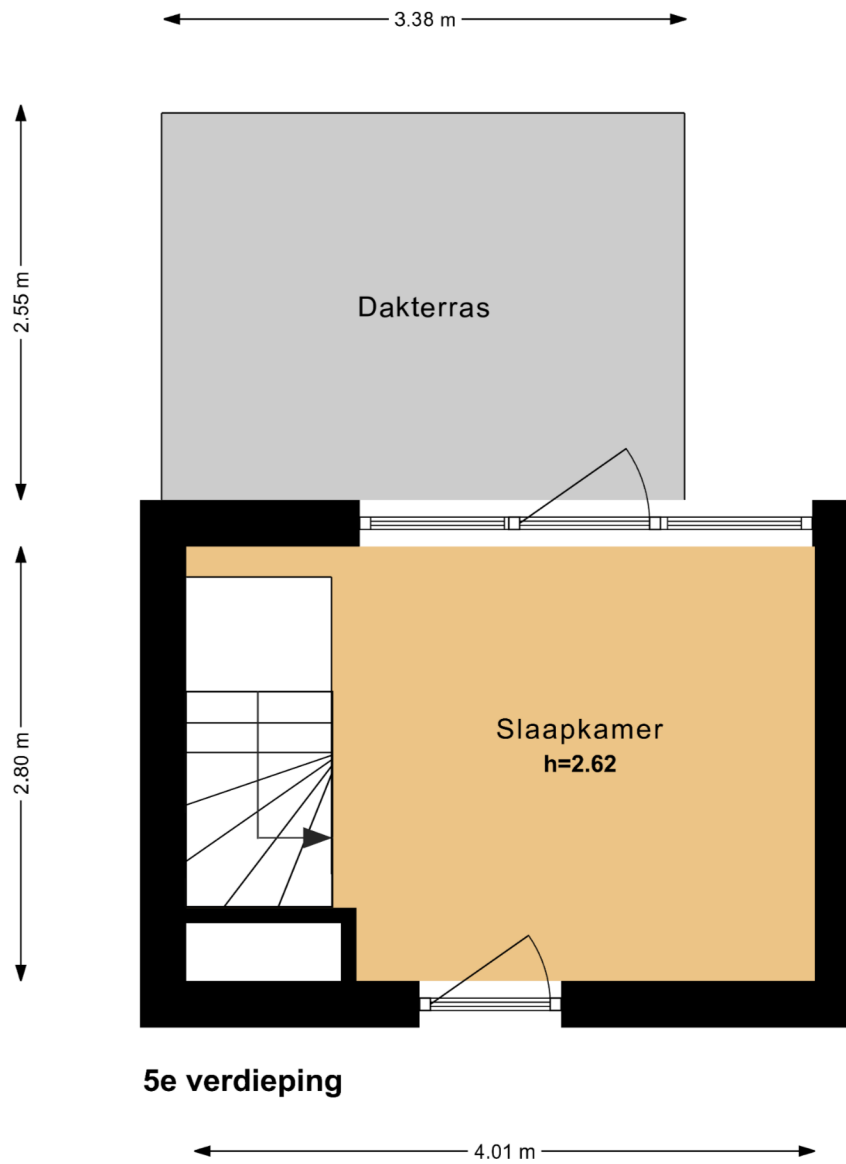 3.38 m
2.55 m
Dakterras
2.80 m
Slaapkamer
h=2.62
5e verdieping
4.01 m